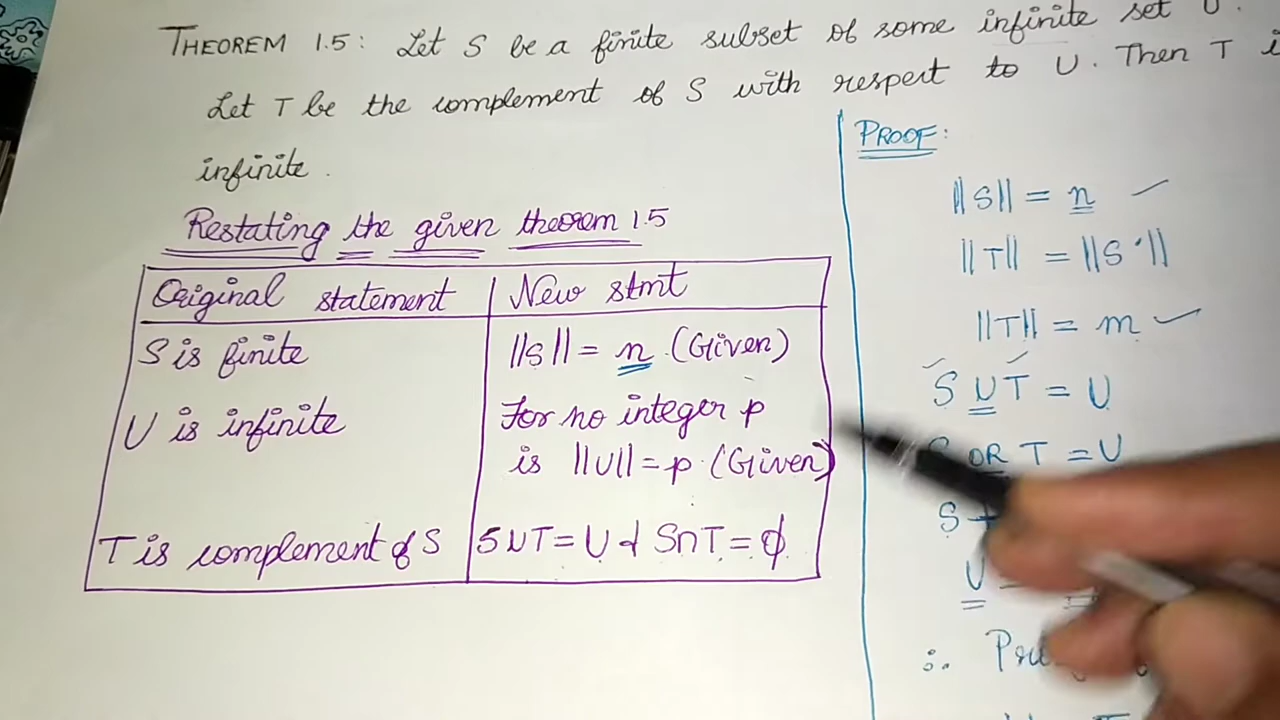 THEOREM 1.5: Let S be a finite subset of some infinite set U.
Let T be the complement of S with respect to U. Then T
infinite.
Restating the given theorem 1.5
Original statement | New stmt
S is finite | ||S|| = n (Given)
U is infinite | For no integer p
is ||U|| = p (Given)
T is complement of S | SUT = U & S∩T = ϕ
PROOF:
||S|| = n ✓
||T|| = ||S'||
||T|| = m ✓
S U T = U
OR T = U
S +
U
∴